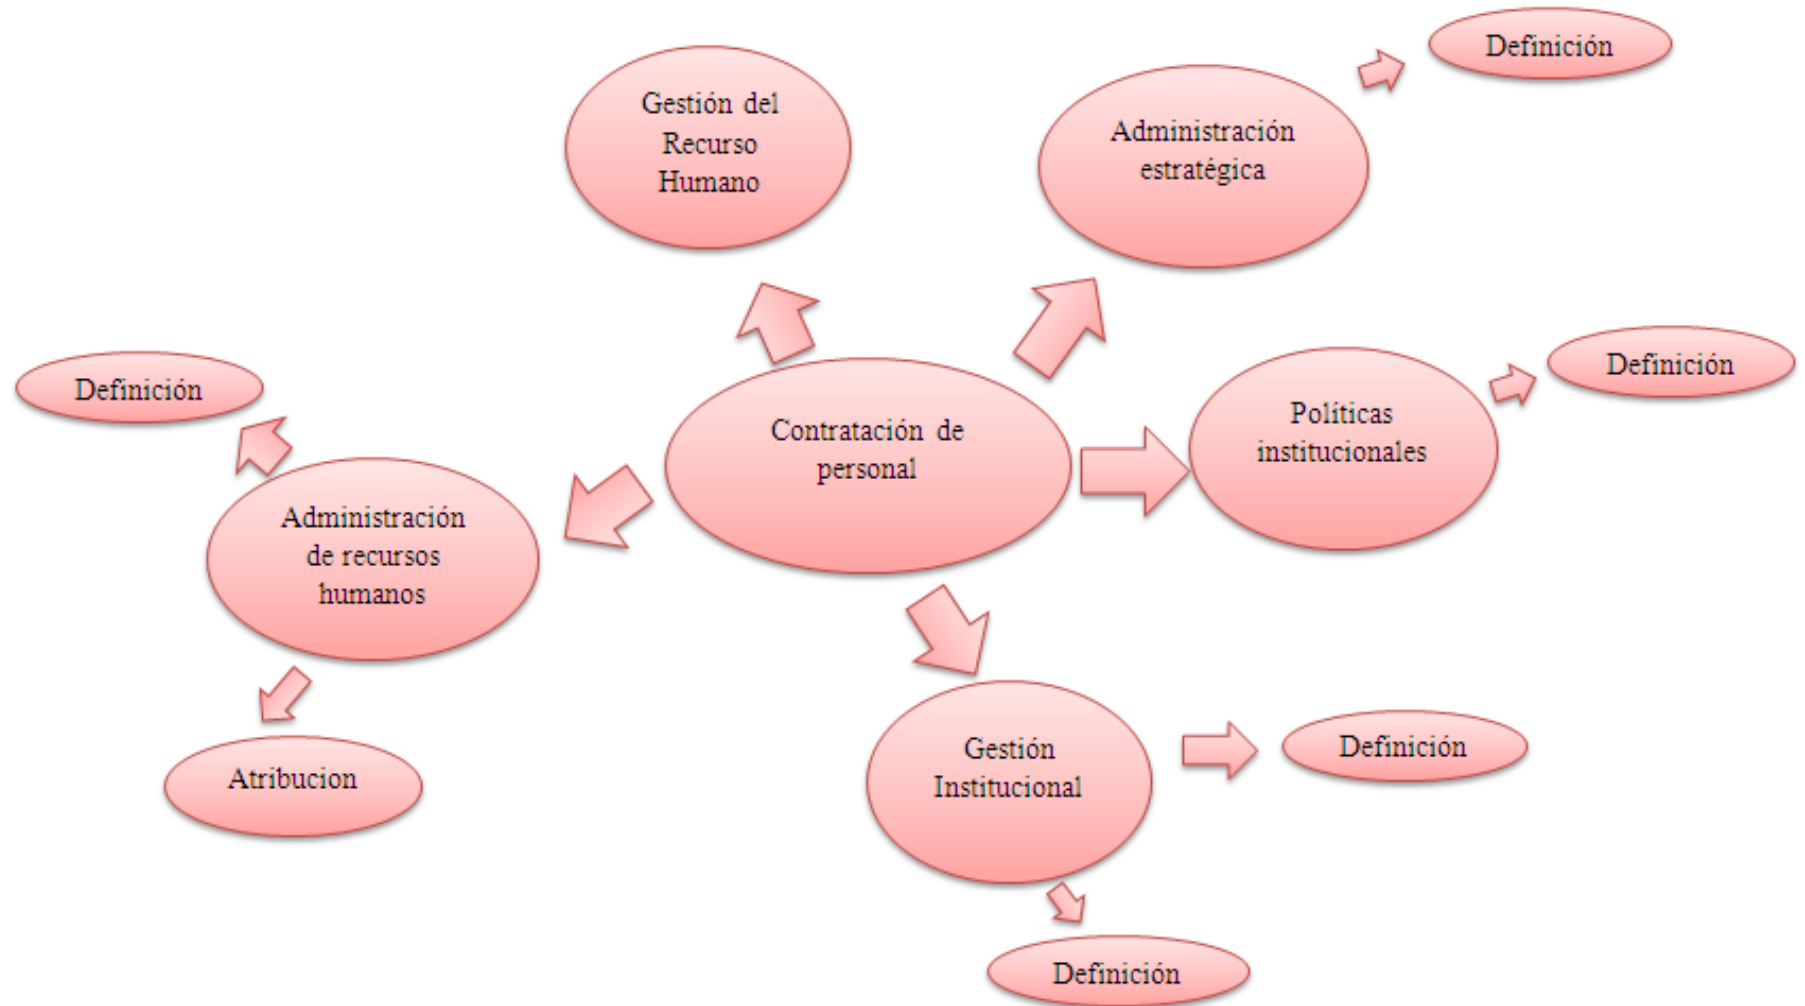 Definición
Gestión del
Recurso
Humano
Administración
estratégica
Definición
Definición
Políticas
institucionales
Contratación de
personal
Administración
de recursos
humanos
Atribucion
Gestión
Institucional
Definición
Definición